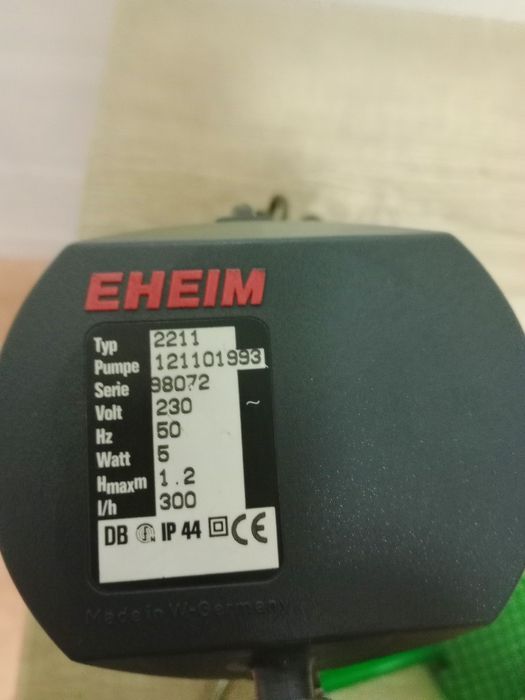 EHEIM
Typ 2211
Pumpe 121101993
Serie 98072
Volt 230 ~
Hz 50
Watt 5
Hmaxm 1.2
l/h 300
DB IP 44 CE
Made in W-Germany